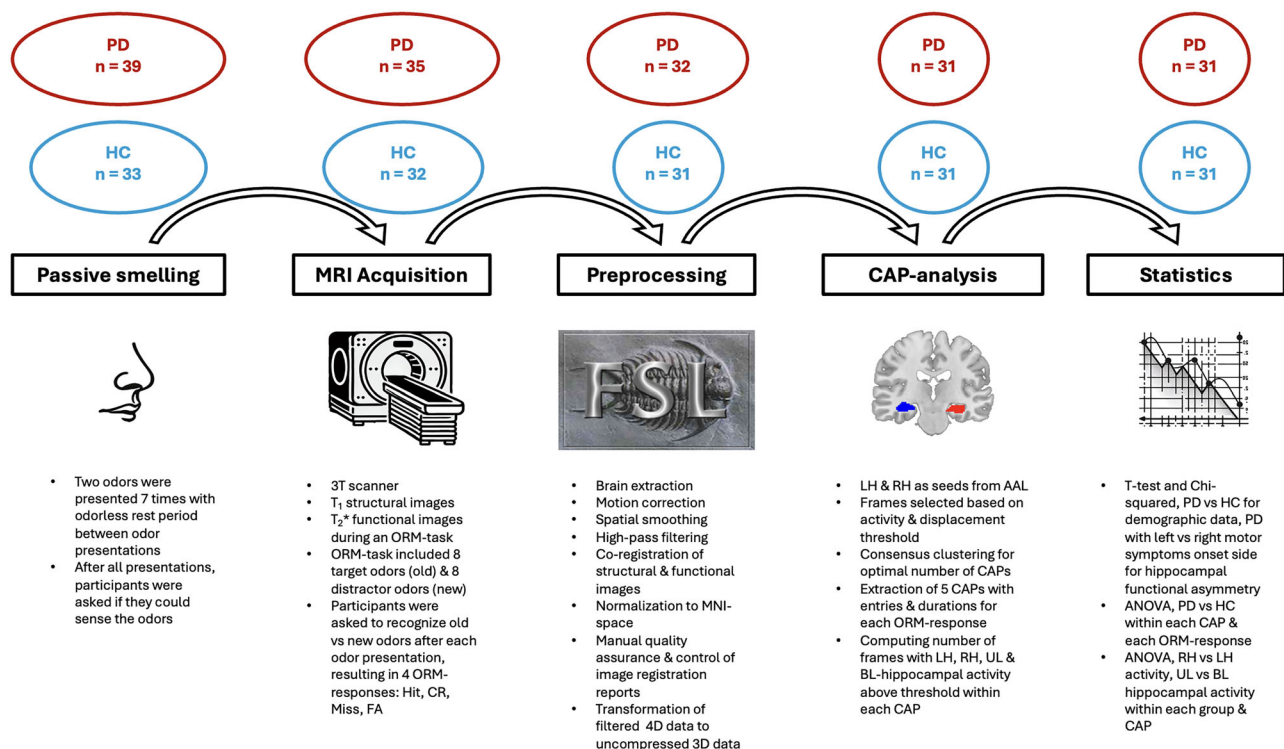 PD
n = 39
PD
n = 35
PD
n = 32
PD
n = 31
PD
n = 31
HC
n = 33
HC
n = 32
HC
n = 31
HC
n = 31
HC
n = 31
Passive smelling
MRI Acquisition
Preprocessing
CAP-analysis
Statistics
FSL
• Two odors were
presented 7 times with
odorless rest period
between odor
presentations
• After all presentations,
participants were
asked if they could
sense the odors
• 3T scanner
• T₁ structural images
• T₂* functional images
during an ORM-task
• ORM-task included 8
target odors (old) & 8
distractor odors (new)
• Participants were
asked to recognize old
vs new odors after each
odor presentation,
resulting in 4 ORM-
responses: Hit, CR,
Miss, FA
• Brain extraction
• Motion correction
• Spatial smoothing
• High-pass filtering
• Co-registration of
structural & functional
images
• Normalization to MNI-
space
• Manual quality
assurance & control of
image registration
reports
• Transformation of
filtered 4D data to
uncompressed 3D data
• LH & RH as seeds from AAL
• Frames selected based on
activity & displacement
threshold
• Consensus clustering for
optimal number of CAPs
• Extraction of 5 CAPs with
entries & durations for
each ORM-response
• Computing number of
frames with LH, RH, UL &
BL-hippocampal activity
above threshold within
each CAP
• T-test and Chi-
squared, PD vs HC for
demographic data, PD
with left vs right motor
symptoms onset side
for hippocampal
functional asymmetry
• ANOVA, PD vs HC
within each CAP &
each ORM-response
• ANOVA, RH vs LH
activity, UL vs BL
hippocampal activity
within each group &
CAP